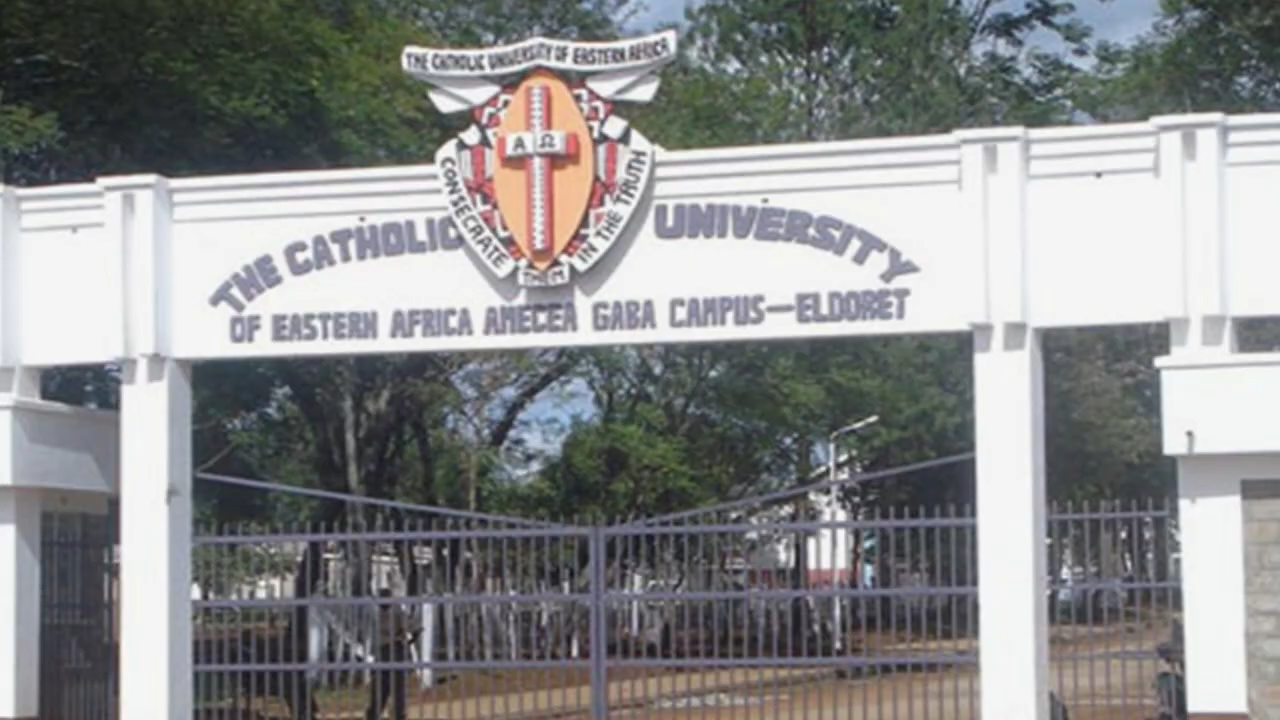 THE CATHOLIC UNIVERSITY OF EASTERN AFRICA
Α Ω
CONSECRATE THEM IN THE TRUTH
THE CATHOLIC UNIVERSITY
OF EASTERN AFRICA AMECEA GABA CAMPUS—ELDORET